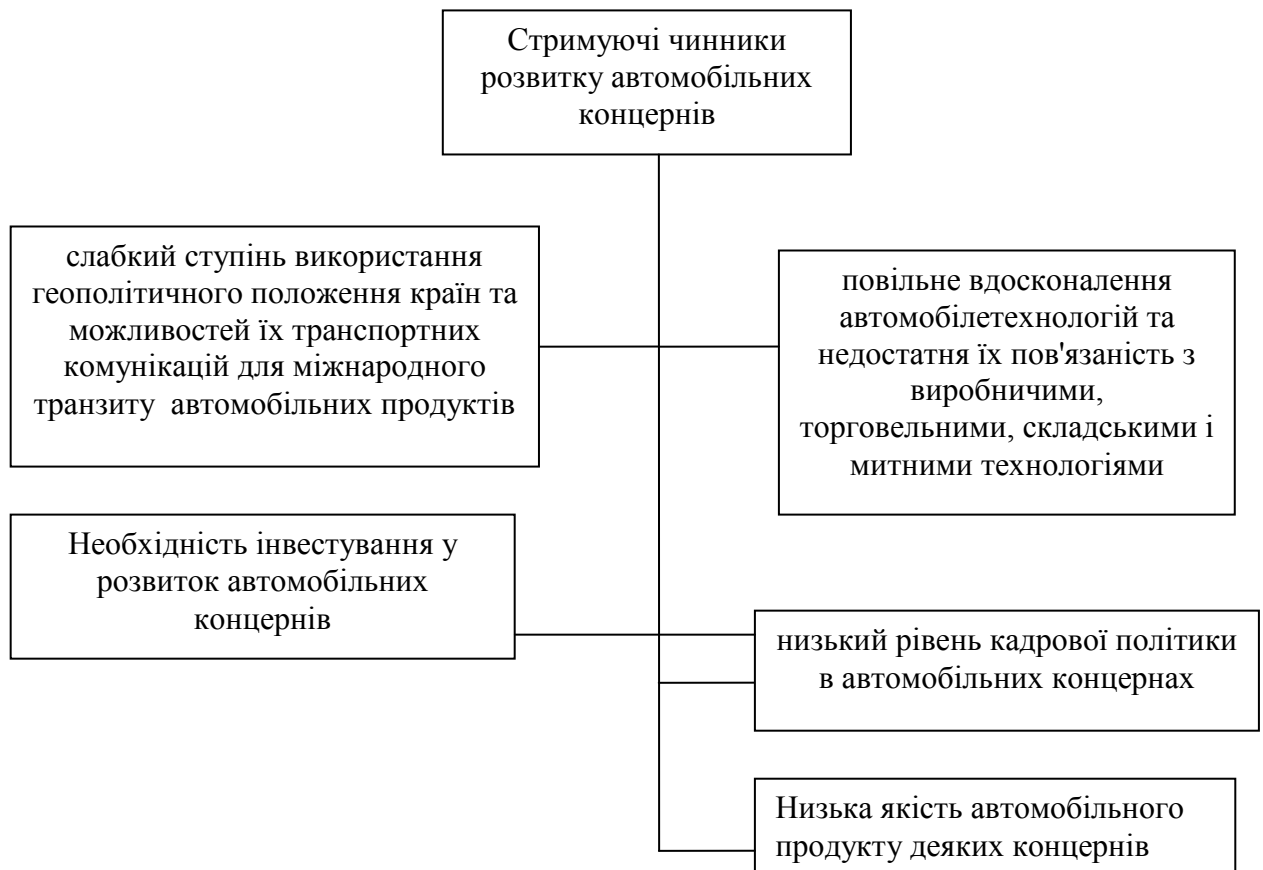 Стримуючі чинники
розвитку автомобільних
концернів
слабкий ступінь використання
геополітичного положення країн та
можливостей їх транспортних
комунікацій для міжнародного
транзиту автомобільних продуктів
повільне вдосконалення
автомобілетехнологій та
недостатня їх пов'язаність з
виробничими,
торговельними, складськими і
митними технологіями
Необхідність інвестування у
розвиток автомобільних
концернів
низький рівень кадрової політики
в автомобільних концернах
Низька якість автомобільного
продукту деяких концернів